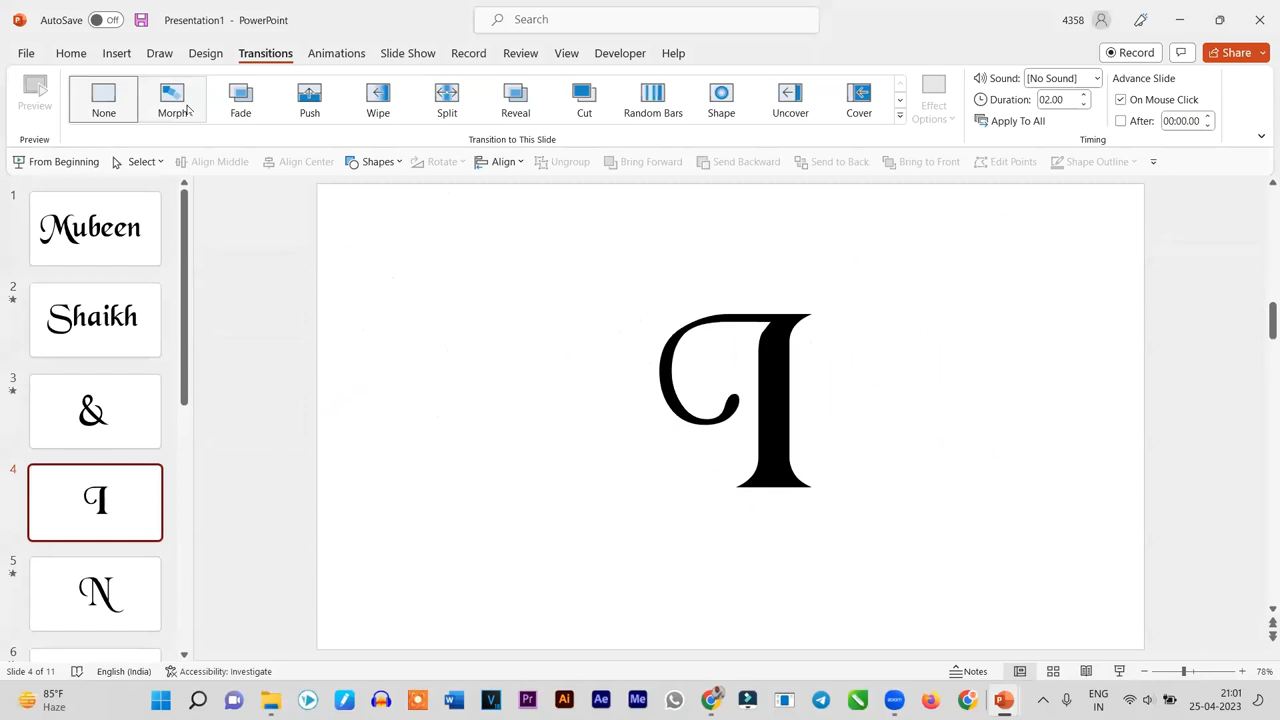 AutoSave Off Presentation1 - PowerPoint Search 4358
File Home Insert Draw Design Transitions Animations Slide Show Record Review View Developer Help Record Share
Preview None Morph Fade Push Wipe Split Reveal Cut Random Bars Shape Uncover Cover Effect Options
Sound: [No Sound]
Duration: 02.00
Apply To All
Advance Slide
On Mouse Click
After: 00:00.00
Preview Transition to This Slide Timing
From Beginning Select Align Middle Align Center Shapes Rotate Align Ungroup Bring Forward Send Backward Send to Back Bring to Front Edit Points Shape Outline
1 Mubeen
2 Shaikh
3 &
4 I
5 N
6
I
Slide 4 of 11 English (India) Accessibility: Investigate Notes 78%
85°F
Haze
ENG
IN
21:01
25-04-2023